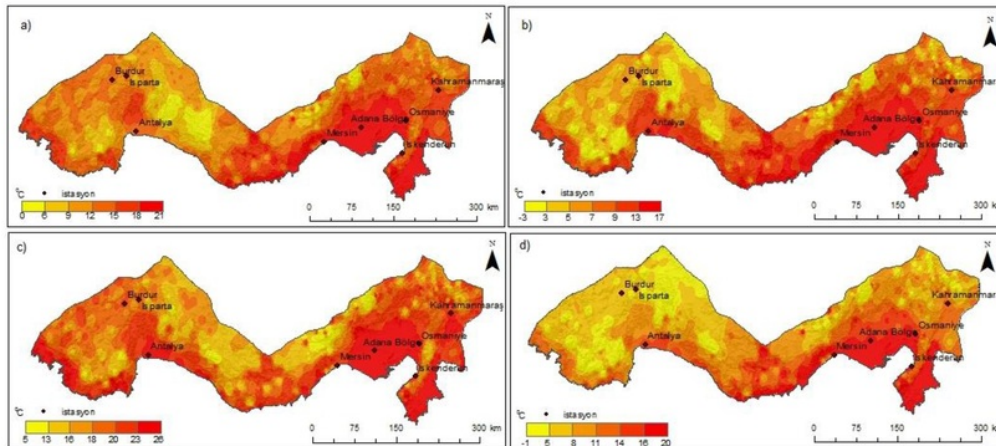 a)
N
Burdur
Isparta
Kahramanmaraş
Antalya
Osmaniye
Adana Bölge
Mersin
İskenderun
°C
istasyon
0 6 9 12 15 18 21
0 75 150 300 km
b)
N
Burdur
Isparta
Kahramanmaraş
Antalya
Osmaniye
Adana Bölge
Mersin
İskenderun
°C
istasyon
-3 3 5 7 9 13 17
0 75 150 300 km
c)
N
Burdur
Isparta
Kahramanmaraş
Antalya
Osmaniye
Adana Bölge
Mersin
İskenderun
°C
istasyon
5 13 16 18 20 23 26
0 75 150 300 km
d)
N
Burdur
Isparta
Kahramanmar
Antalya
Osmaniye
Adana Bölge
Mersin
İskenderun
°C
istasyon
-1 5 8 11 14 16 20
0 75 150 300 km